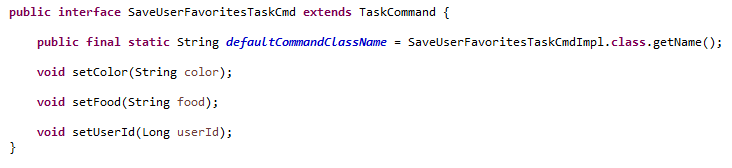 public interface SaveUserFavoritesTaskCmd extends TaskCommand {
public final static String defaultCommandClassName = SaveUserFavoritesTaskCmdImpl.class.getName();
void setColor(String color);
void setFood(String food);
void setUserId(Long userId);
}